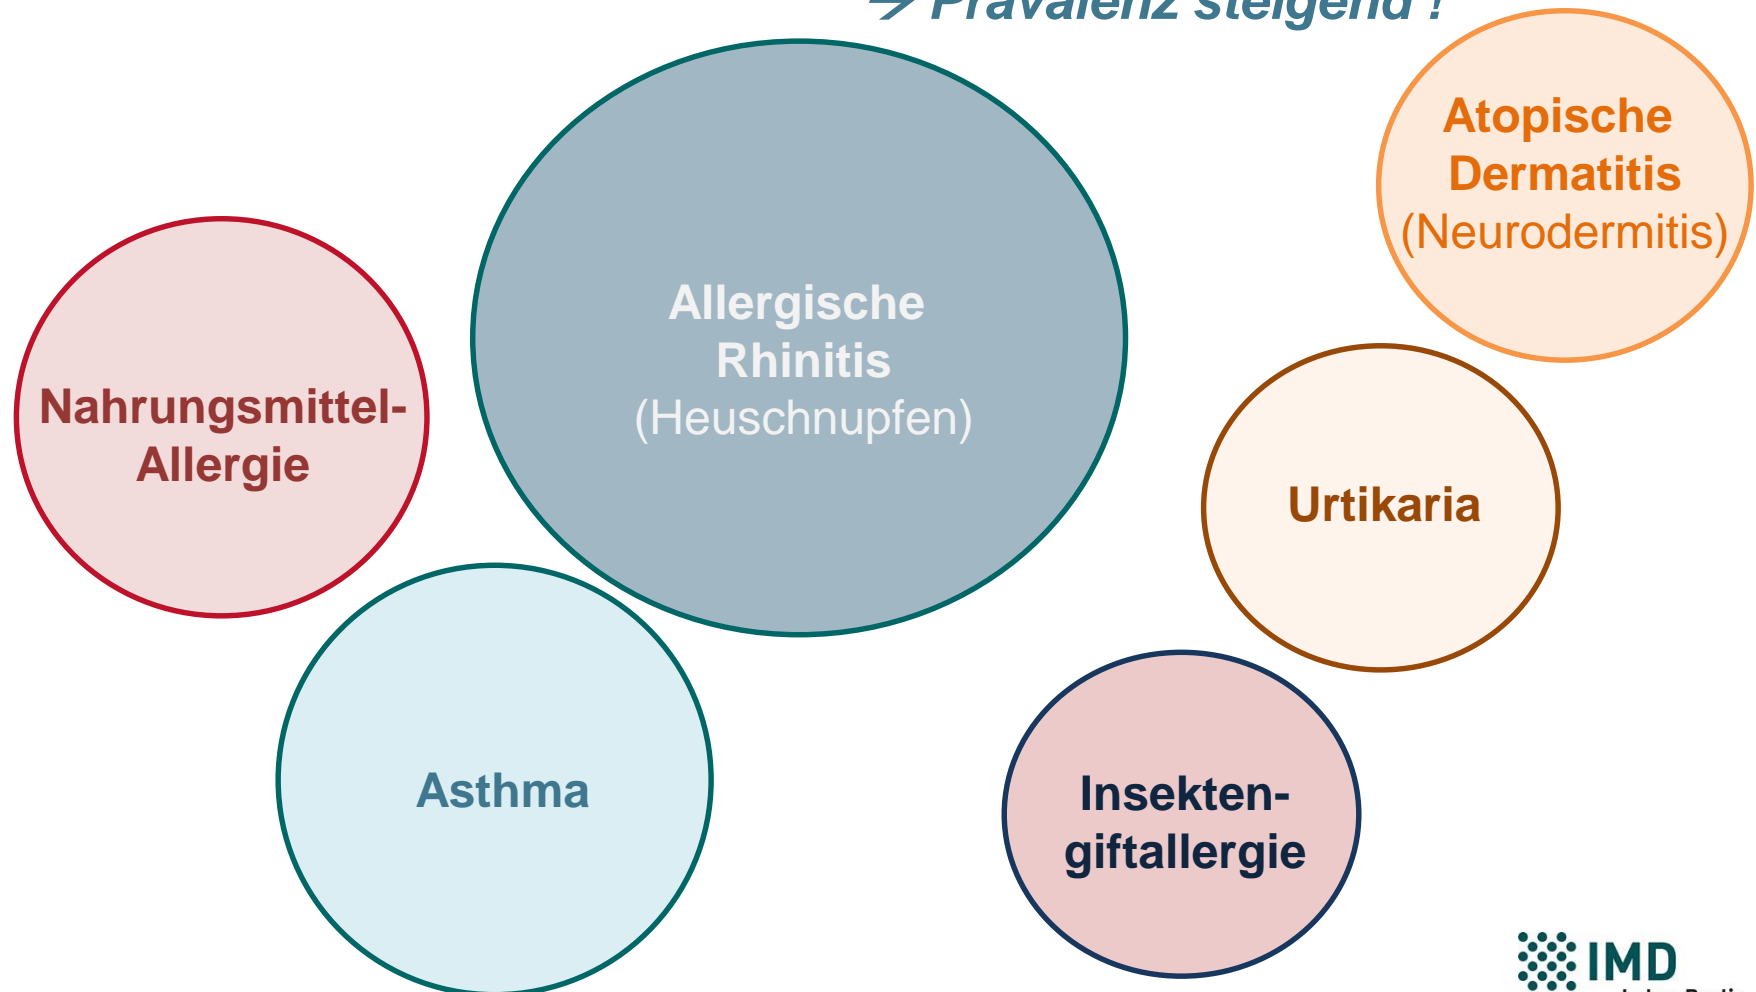 → Prävalenz steigend !
Atopische
Dermatitis
(Neurodermitis)
Allergische
Rhinitis
(Heuschnupfen)
Nahrungsmittel-
Allergie
Urtikaria
Asthma
Insekten-
giftallergie
IMD